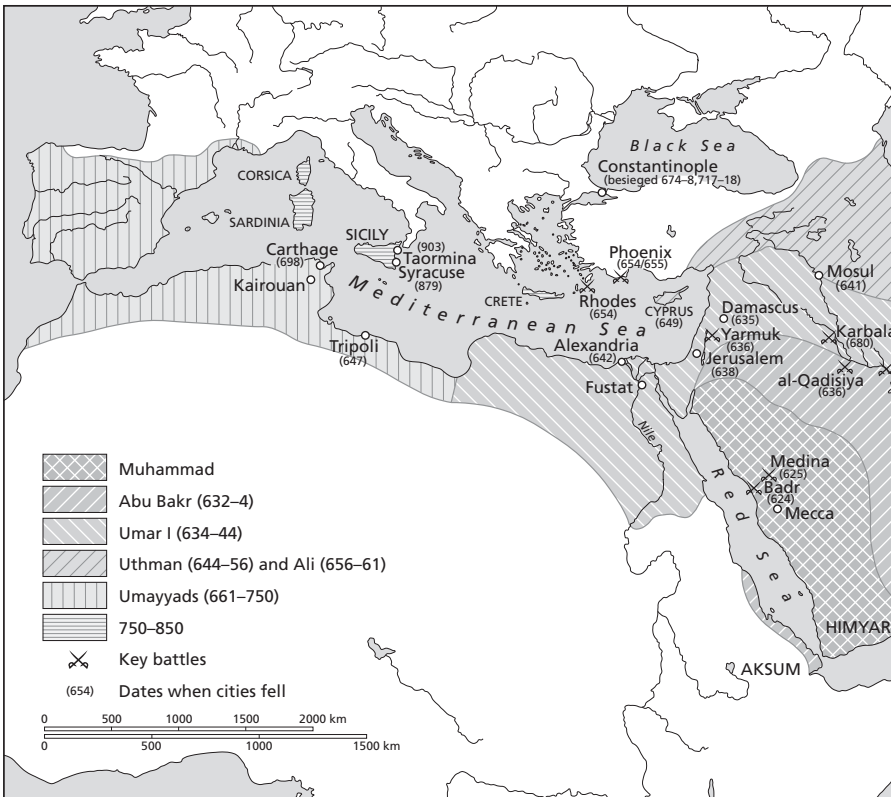 Black Sea
Constantinople
(besieged 674–8,717–18)
CORSICA
SARDINIA
SICILY
(903)
Taormina
Syracuse
(879)
Carthage
(698)
Kairouan
Mediterranean Sea
Phoenix
(654/655)
CRETE
Rhodes
(654)
CYPRUS
(649)
Mosul
(641)
Damascus
(635)
Yarmuk
(636)
Karbala
(680)
Tripoli
(647)
Alexandria
(642)
Jerusalem
(638)
al-Qadisiya
(636)
Fustat
Nile
Red Sea
Medina
(625)
Badr
(624)
Mecca
HIMYAR
AKSUM
Muhammad
Abu Bakr (632–4)
Umar I (634–44)
Uthman (644–56) and Ali (656–61)
Umayyads (661–750)
750–850
Key battles
(654) Dates when cities fell
0 500 1000 1500 2000 km
0 500 1000 1500 km